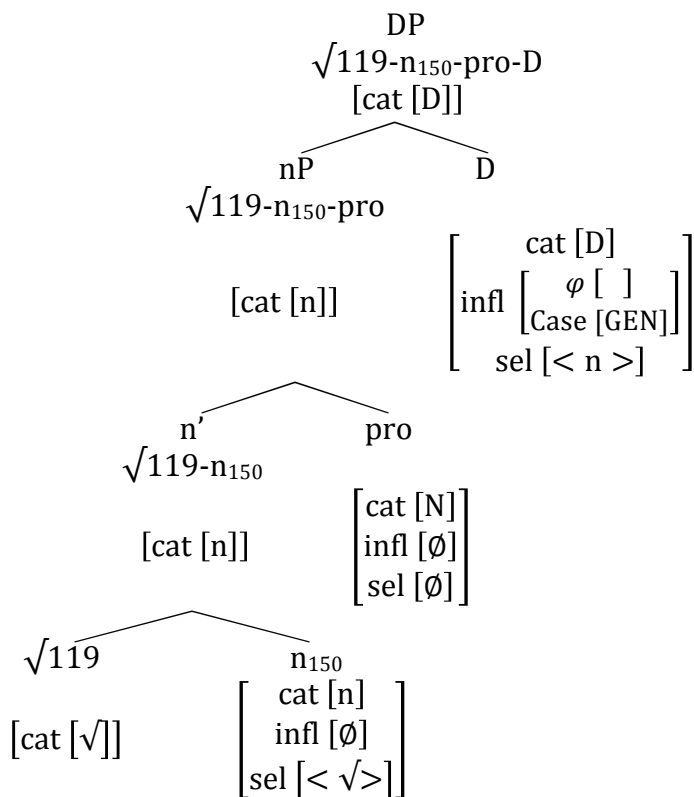 DP
√119-n₁₅₀-pro-D
[cat [D]]
nP D
√119-n₁₅₀-pro
cat [D]
[cat [n]] infl [φ [ ] Case [GEN]]
sel [< n >]
n’ pro
√119-n₁₅₀
cat [N]
[cat [n]] infl [∅]
sel [∅]
√119 n₁₅₀
cat [n]
[cat [√]] infl [∅]
sel [< √>]